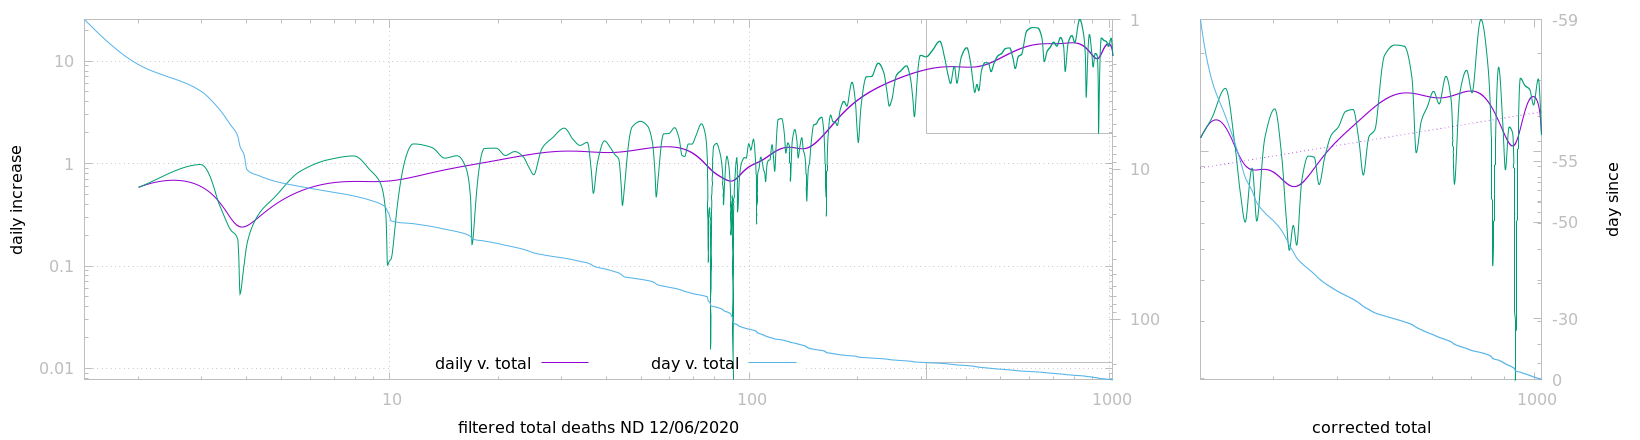 10
1
0.1
0.01
daily increase
1
10
100
-59
-55
-50
-30
0
day since
daily v. total
day v. total
10
100
1000
1000
filtered total deaths ND 12/06/2020
corrected total